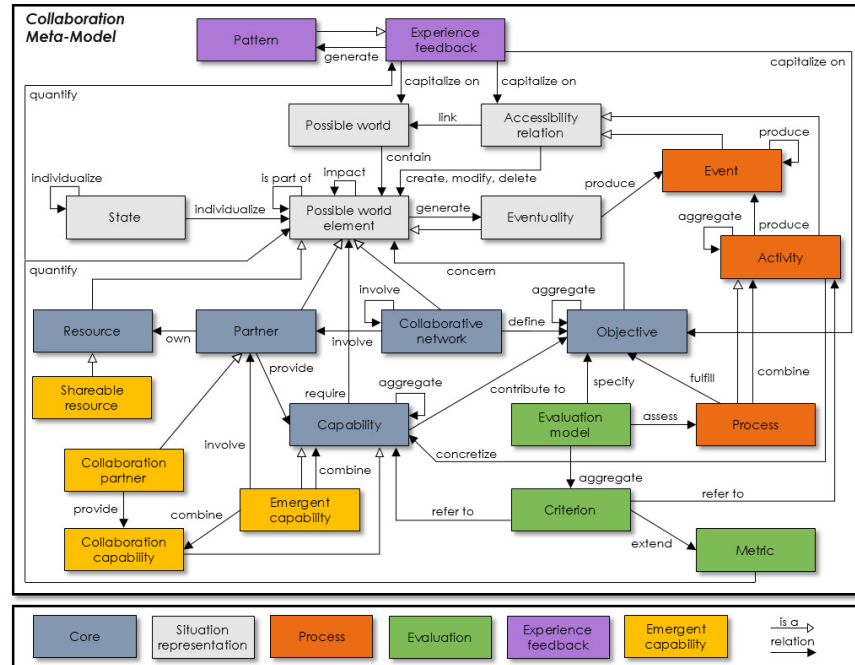 Collaboration
Meta-Model
Pattern
Experience
feedback
generate
capitalize on
capitalize on
capitalize on
quantify
Possible world
link
Accessibility
relation
contain
create, modify, delete
produce
Event
individualize
State
individualize
is part of
impact
Possible world
element
generate
Eventuality
produce
aggregate
produce
Activity
quantify
concern
involve
aggregate
Resource
own
Partner
involve
Collaborative
network
define
Objective
Shareable
resource
provide
require
aggregate
Capability
contribute to
specify
fulfill
combine
Evaluation
model
assess
Process
involve
combine
concretize
aggregate
Collaboration
partner
provide
combine
Emergent
capability
Collaboration
capability
refer to
Criterion
refer to
extend
Metric
Core
Situation
representation
Process
Evaluation
Experience
feedback
Emergent
capability
is a
relation